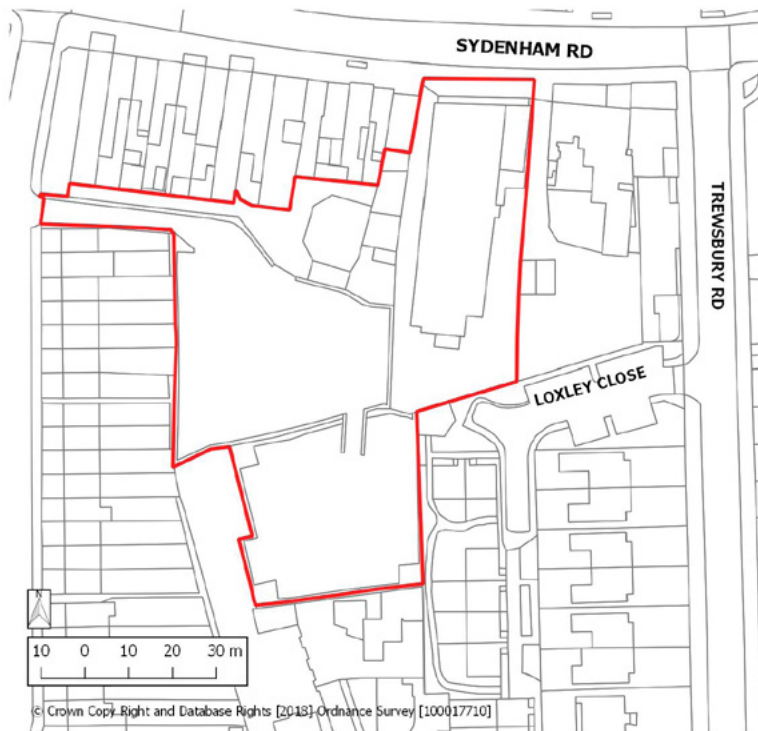 SYDENHAM RD
TREWSBURY RD
LOXLEY CLOSE
N
10 0 10 20 30 m
© Crown Copy Right and Database Rights [2018] Ordnance Survey [100017710]